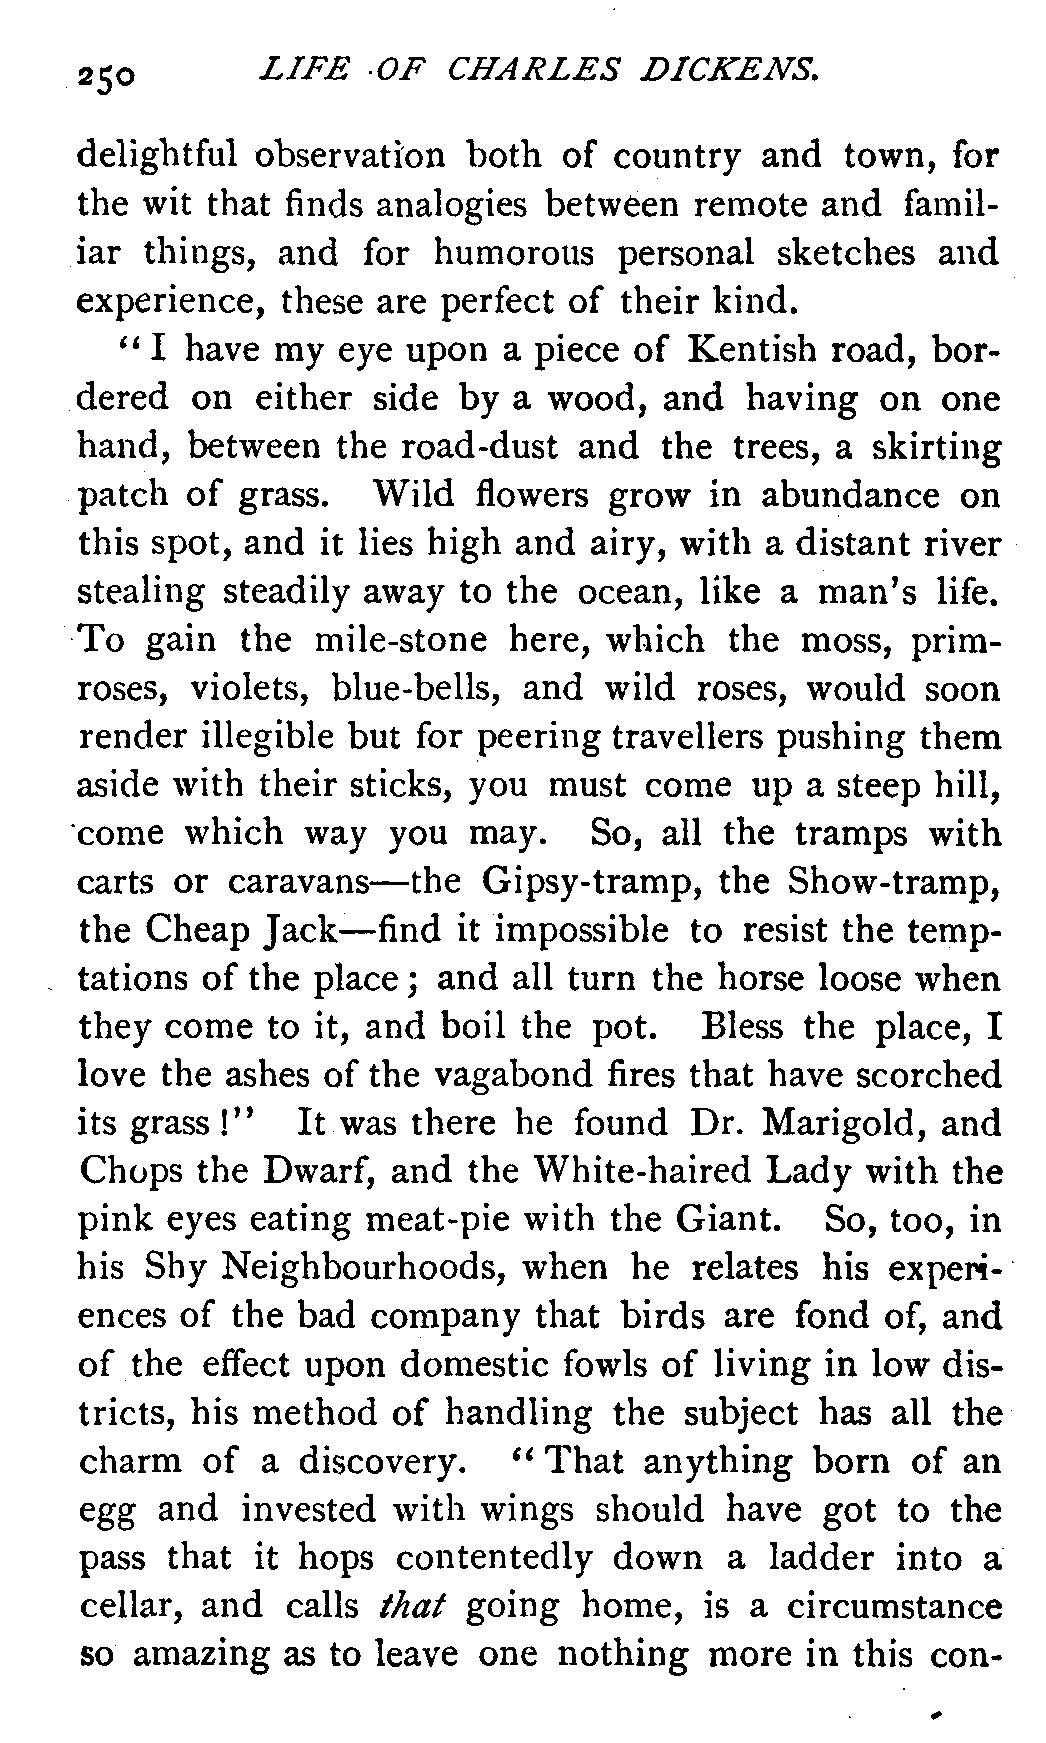 250 LIFE OF CHARLES DICKENS.
delightful observation both of country and town, for
the wit that finds analogies between remote and famil-
iar things, and for humorous personal sketches and
experience, these are perfect of their kind.
“I have my eye upon a piece of Kentish road, bor-
dered on either side by a wood, and having on one
hand, between the road-dust and the trees, a skirting
patch of grass. Wild flowers grow in abundance on
this spot, and it lies high and airy, with a distant river
stealing steadily away to the ocean, like a man's life.
To gain the mile-stone here, which the moss, prim-
roses, violets, blue-bells, and wild roses, would soon
render illegible but for peering travellers pushing them
aside with their sticks, you must come up a steep hill,
come which way you may. So, all the tramps with
carts or caravans—the Gipsy-tramp, the Show-tramp,
the Cheap Jack—find it impossible to resist the temp-
tations of the place; and all turn the horse loose when
they come to it, and boil the pot. Bless the place, I
love the ashes of the vagabond fires that have scorched
its grass!” It was there he found Dr. Marigold, and
Chops the Dwarf, and the White-haired Lady with the
pink eyes eating meat-pie with the Giant. So, too, in
his Shy Neighbourhoods, when he relates his experi-
ences of the bad company that birds are fond of, and
of the effect upon domestic fowls of living in low dis-
tricts, his method of handling the subject has all the
charm of a discovery. “That anything born of an
egg and invested with wings should have got to the
pass that it hops contentedly down a ladder into a
cellar, and calls that going home, is a circumstance
so amazing as to leave one nothing more in this con-